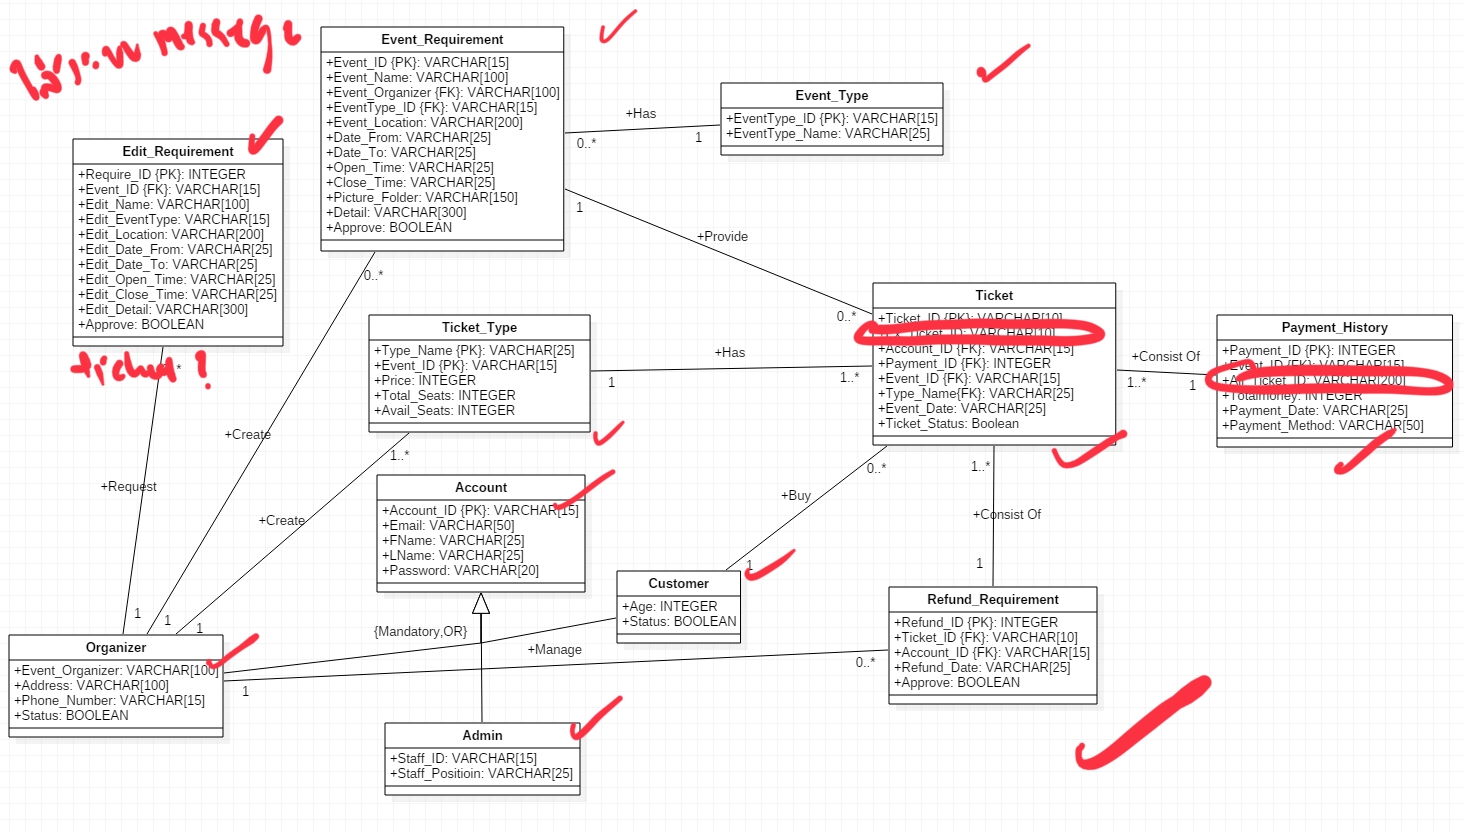 message
Event_Requirement
+Event_ID {PK}: VARCHAR[15]
+Event_Name: VARCHAR[100]
+Event_Organizer {FK}: VARCHAR[100]
+EventType_ID {FK}: VARCHAR[15]
+Event_Location: VARCHAR[200]
+Date_From: VARCHAR[25]
+Date_To: VARCHAR[25]
+Open_Time: VARCHAR[25]
+Close_Time: VARCHAR[25]
+Picture_Folder: VARCHAR[150]
+Detail: VARCHAR[300]
+Approve: BOOLEAN
+Has
0..*
1
Event_Type
+EventType_ID {PK}: VARCHAR[15]
+EventType_Name: VARCHAR[25]
Edit_Requirement
+Require_ID {PK}: INTEGER
+Event_ID {FK}: VARCHAR[15]
+Edit_Name: VARCHAR[100]
+Edit_EventType: VARCHAR[15]
+Edit_Location: VARCHAR[200]
+Edit_Date_From: VARCHAR[25]
+Edit_Date_To: VARCHAR[25]
+Edit_Open_Time: VARCHAR[25]
+Edit_Close_Time: VARCHAR[25]
+Edit_Detail: VARCHAR[300]
+Approve: BOOLEAN
1
+Provide
0..*
0..*
Ticket_Type
+Type_Name {PK}: VARCHAR[25]
+Event_ID {PK}: VARCHAR[15]
+Price: INTEGER
+Total_Seats: INTEGER
+Avail_Seats: INTEGER
+Has
1
1..*
Ticket
+Ticket_ID {PK}: VARCHAR[10]
Ticket_ID: VARCHAR[10]
+Account_ID {FK}: VARCHAR[15]
+Payment_ID {FK}: INTEGER
+Event_ID {FK}: VARCHAR[15]
+Type_Name{FK}: VARCHAR[25]
+Event_Date: VARCHAR[25]
+Ticket_Status: Boolean
+Consist Of
1..*
1
Payment_History
+Payment_ID {PK}: INTEGER
+Event_ID {FK}: VARCHAR[15]
+All_Ticket_ID: VARCHAR[200]
+Totalmoney: INTEGER
+Payment_Date: VARCHAR[25]
+Payment_Method: VARCHAR[50]
+Create
1..*
+Request
+Create
Account
+Account_ID {PK}: VARCHAR[15]
+Email: VARCHAR[50]
+FName: VARCHAR[25]
+LName: VARCHAR[25]
+Password: VARCHAR[20]
0..*
+Buy
1
1..*
+Consist Of
1
Customer
+Age: INTEGER
+Status: BOOLEAN
Refund_Requirement
+Refund_ID {PK}: INTEGER
+Ticket_ID {FK}: VARCHAR[10]
+Account_ID {FK}: VARCHAR[15]
+Refund_Date: VARCHAR[25]
+Approve: BOOLEAN
1
1
1
{Mandatory,OR}
+Manage
0..*
1
Organizer
+Event_Organizer: VARCHAR[100]
+Address: VARCHAR[100]
+Phone_Number: VARCHAR[15]
+Status: BOOLEAN
Admin
+Staff_ID: VARCHAR[15]
+Staff_Positioin: VARCHAR[25]